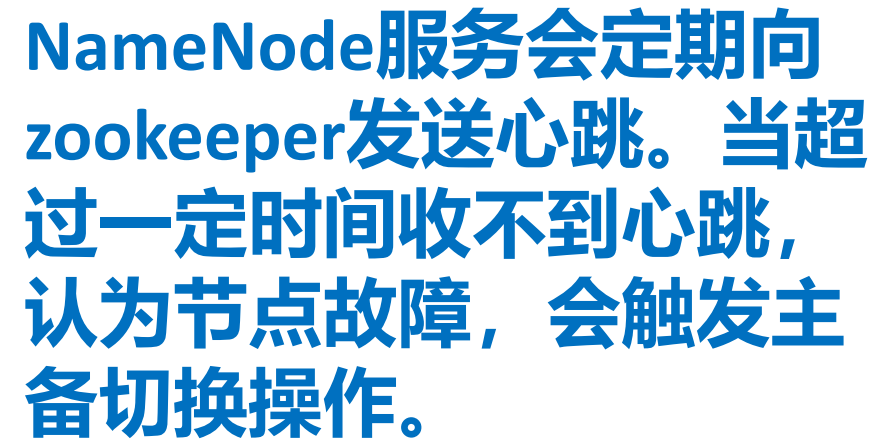 NameNode服务会定期向
zookeeper发送心跳。当超
过一定时间收不到心跳，
认为节点故障，会触发主
备切换操作。